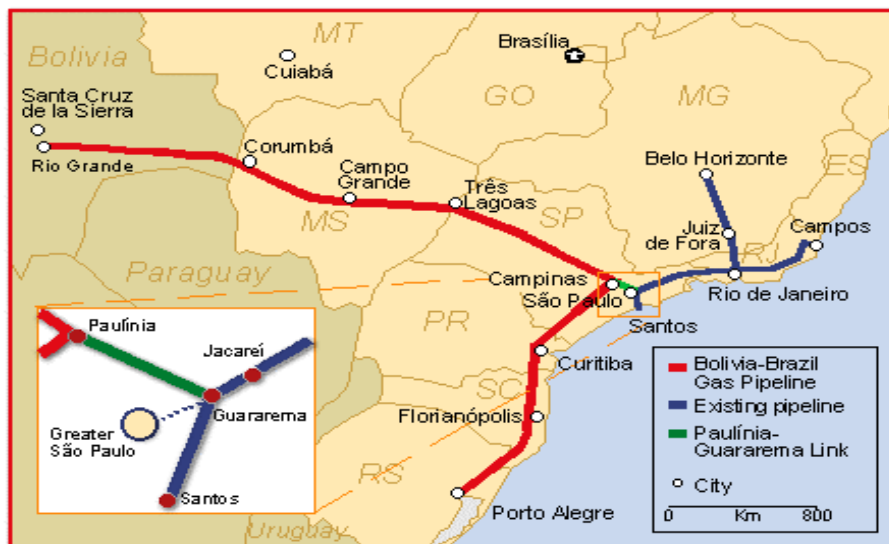 MT
Brasília
Bolivia
Cuiabá
GO
MG
Santa Cruz
de la Sierra
Rio Grande
Corumbá
Campo
Grande
MS
Três
Lagoas
SP
Belo Horizonte
ES
Juiz
de Fora
Campos
RJ
Paraguay
Campinas
São Paulo
Rio de Janeiro
Santos
PR
Curitiba
SC
Florianópolis
RS
Porto Alegre
Uruguay
Paulínia
Jacareí
Guararema
Greater
São Paulo
Santos
Bolivia-Brazil
Gas Pipeline
Existing pipeline
Paulínia-
Guararema Link
City
0 Km 800